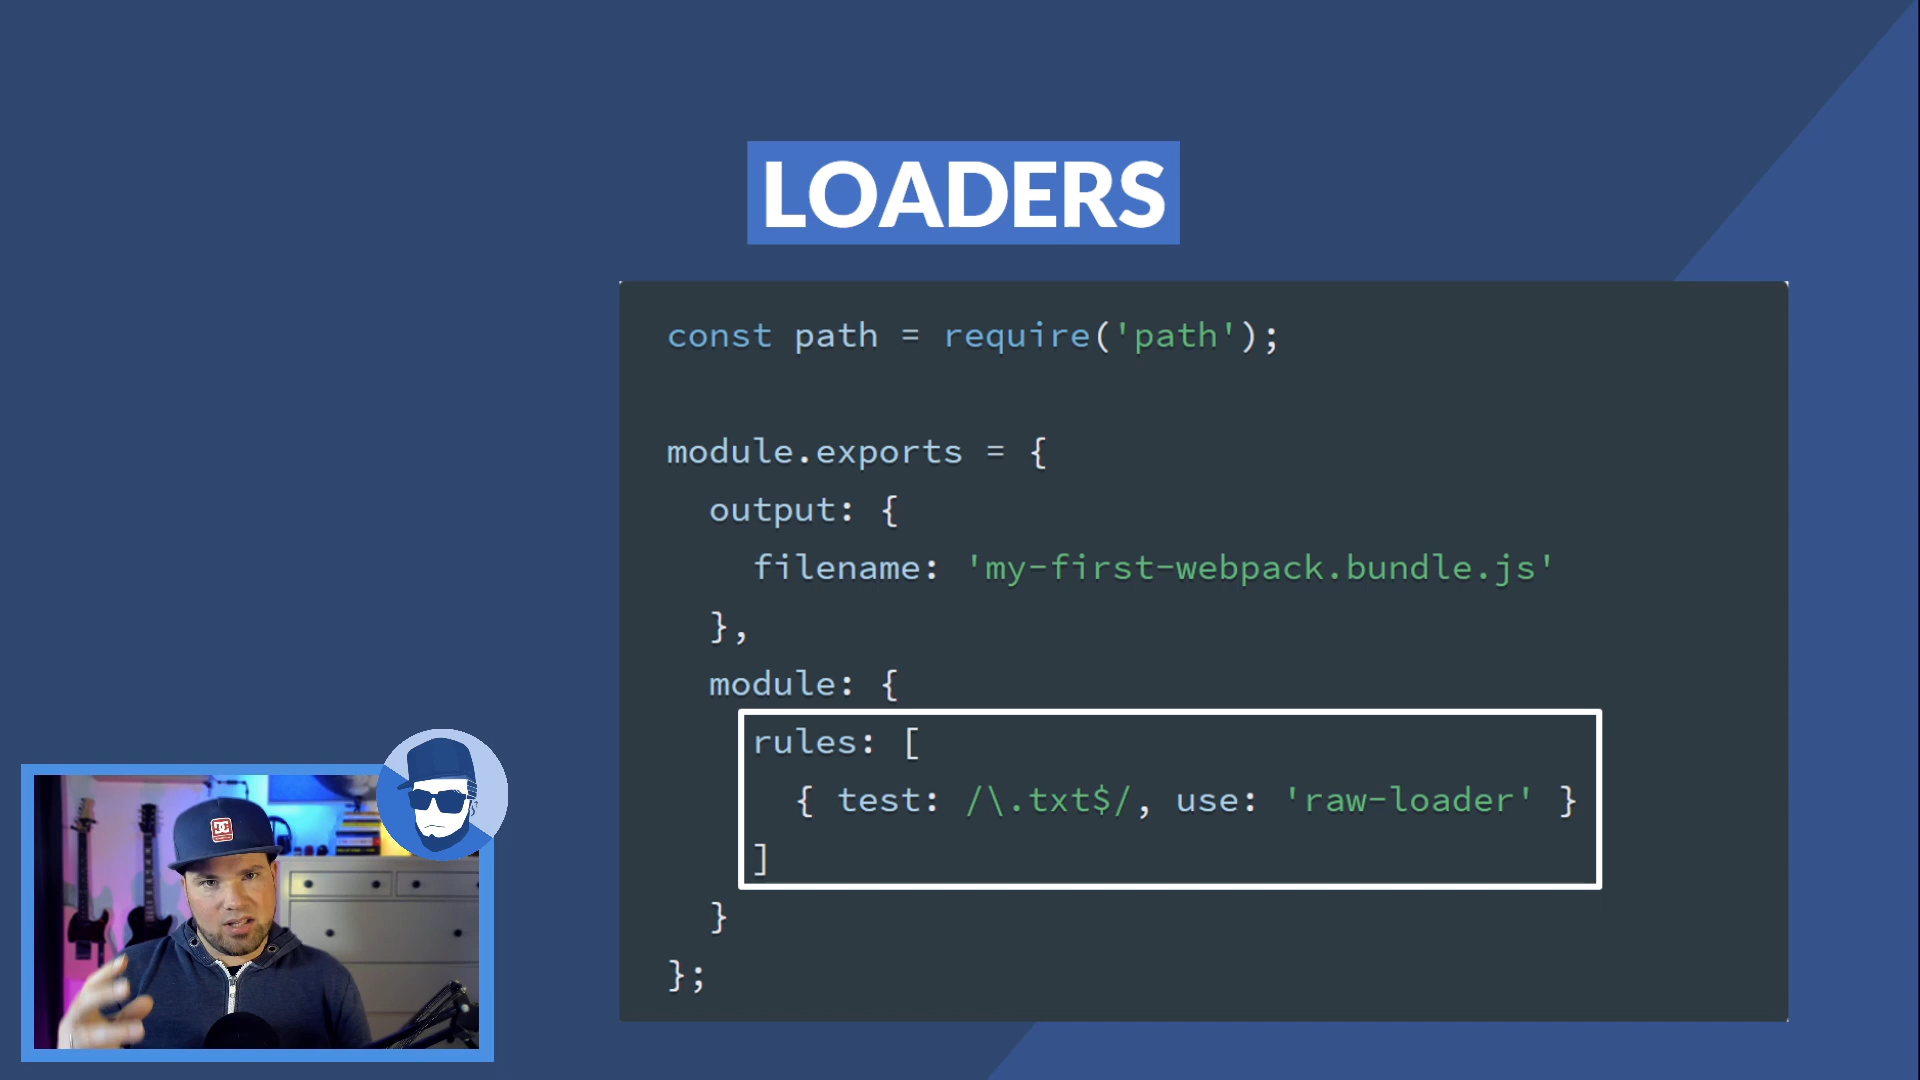 LOADERS
const path = require('path');
module.exports = {
output: {
filename: 'my-first-webpack.bundle.js'
},
module: {
rules: [
{ test: /\.txt$/, use: 'raw-loader' }
]
}
};